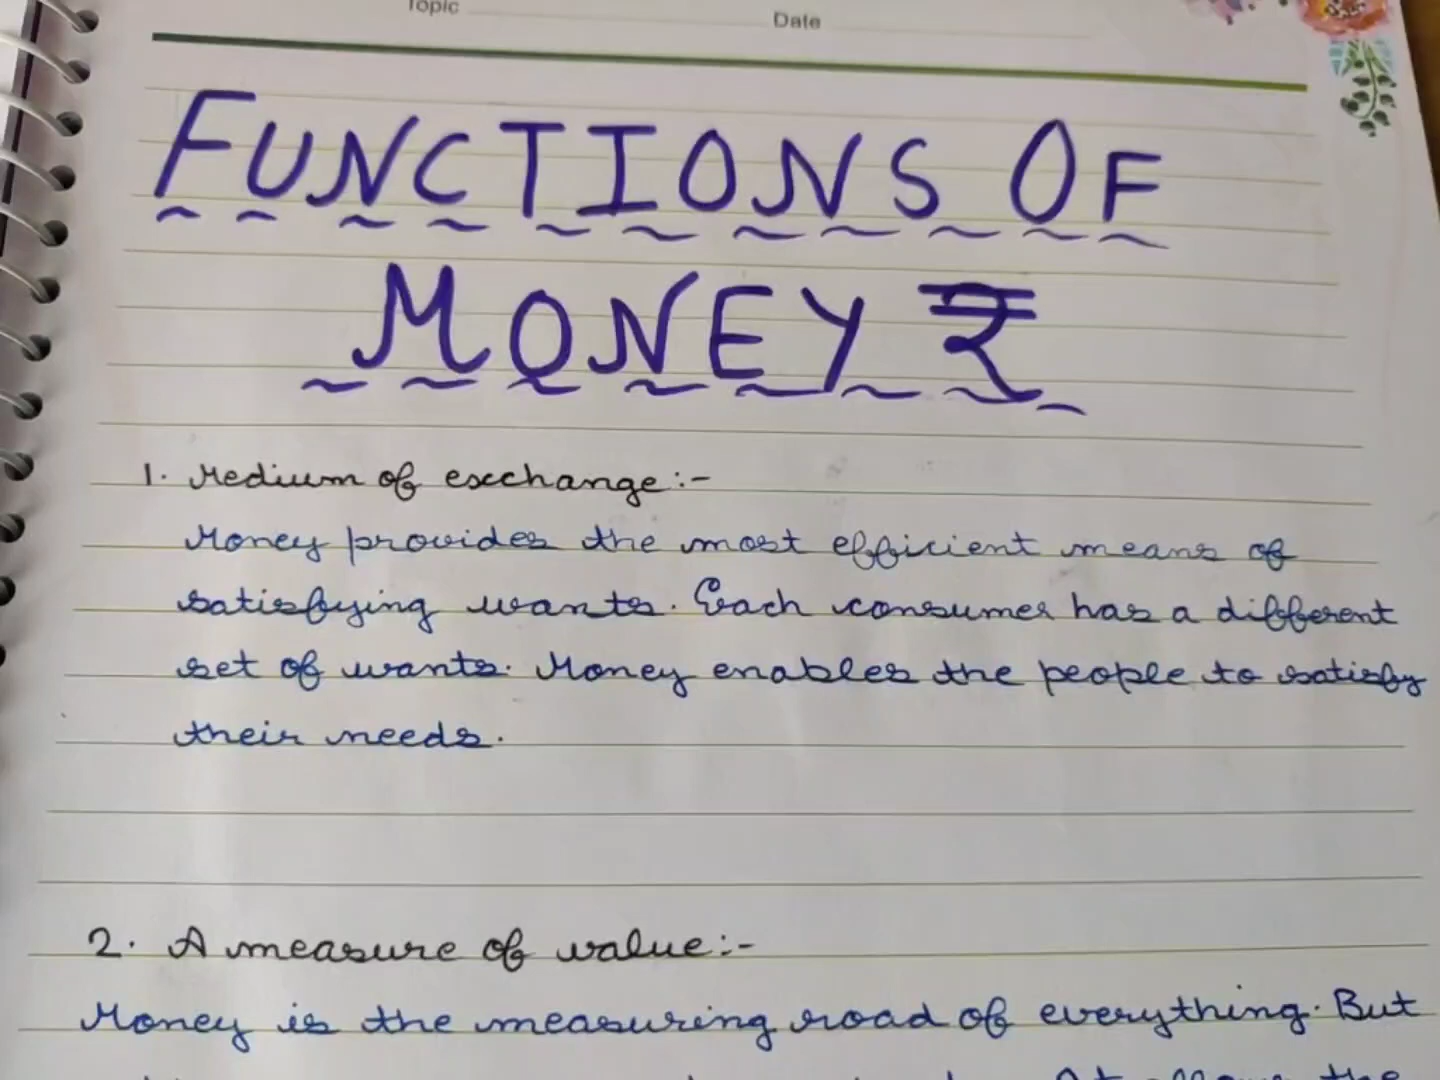 Topic
Date
FUNCTIONS OF
MONEY ₹
1. Medium of exchange:-
Money provides the most efficient means of
satisfying wants. Each consumer has a different
set of wants. Money enables the people to satisfy
their needs.
2. A measure of value:-
Money is the measuring road of everything. But